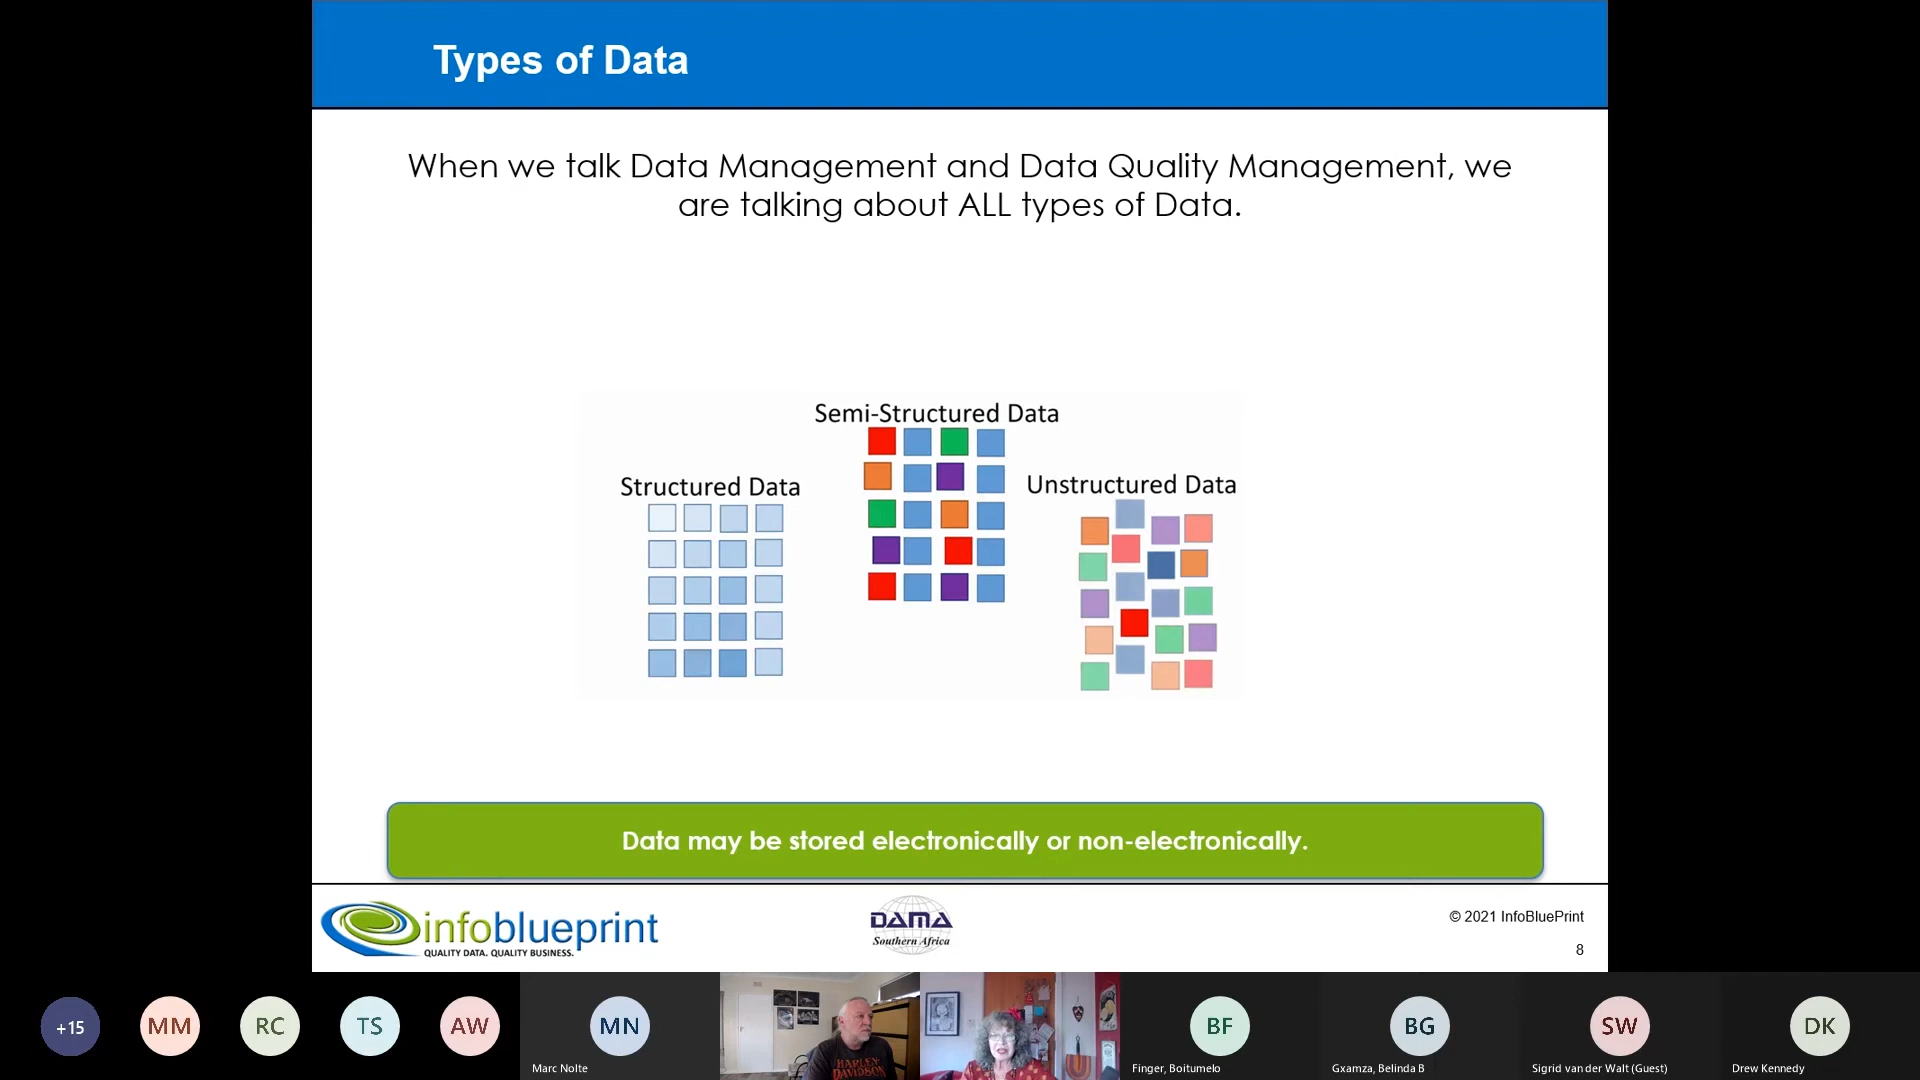 Types of Data
When we talk Data Management and Data Quality Management, we
are talking about ALL types of Data.
Semi-Structured Data
Structured Data
Unstructured Data
Data may be stored electronically or non-electronically.
infoblueprint
QUALITY DATA. QUALITY BUSINESS.
DAMA
Southern Africa
© 2021 InfoBluePrint
8
+15
MM
RC
TS
AW
MN
Marc Nolte
HARLEY-
DAVIDSON
BF
Finger, Boitumelo
BG
Gxamza, Belinda B
SW
Sigrid van der Walt (Guest)
DK
Drew Kennedy